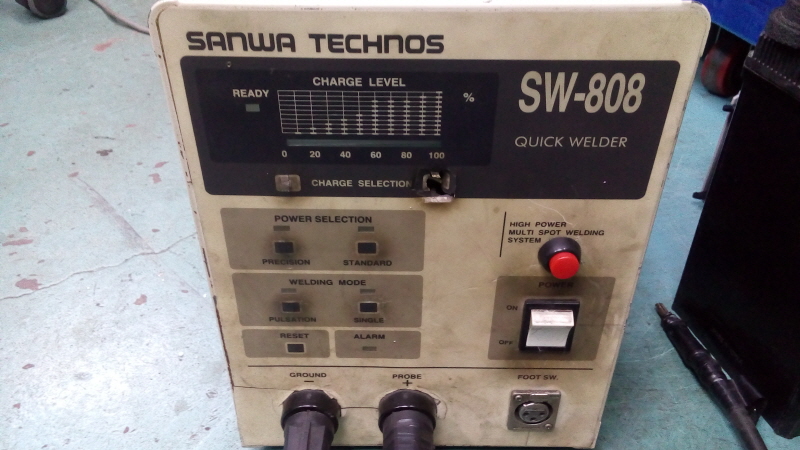 SANWA TECHNOS
CHARGE LEVEL
READY
%
SW-808
QUICK WELDER
0 20 40 60 80 100
CHARGE SELECTION
POWER SELECTION
PRECISION STANDARD
HIGH POWER
MULTI SPOT WELDING
SYSTEM
WELDING MODE
PULSATION SINGLE
POWER
ON
OFF
RESET ALARM
GROUND PROBE FOOT SW.
− +